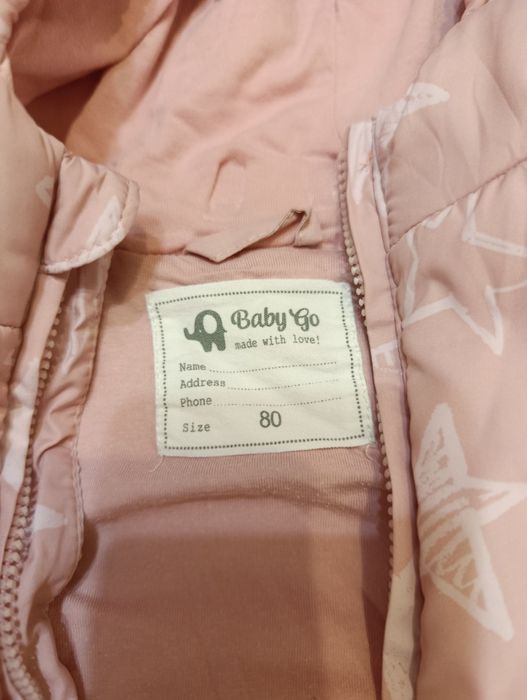 Baby Go
made with love!
Name
Address
Phone
Size 80